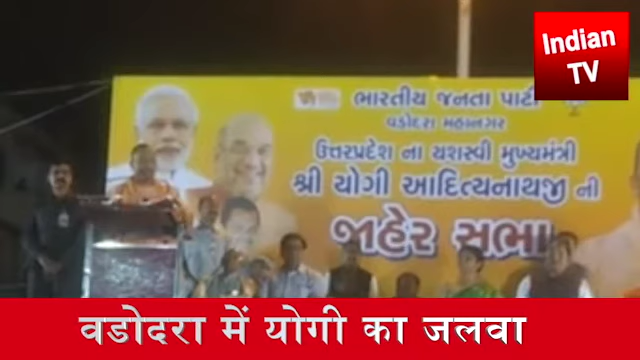 Indian
TV
ભારતીય જનતા પાર્ટી
વડોદરા મહાનગર
ઉત્તરપ્રદેશ ના યશસ્વી મુખ્યમંત્રી
શ્રી યોગી આદિત્યનાથજી ની
જાહેર સભા
वडोदरा में योगी का जलवा